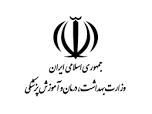 جمهوری اسلامی ایران
وزارت بهداشت، درمان و آموزش پزشکی